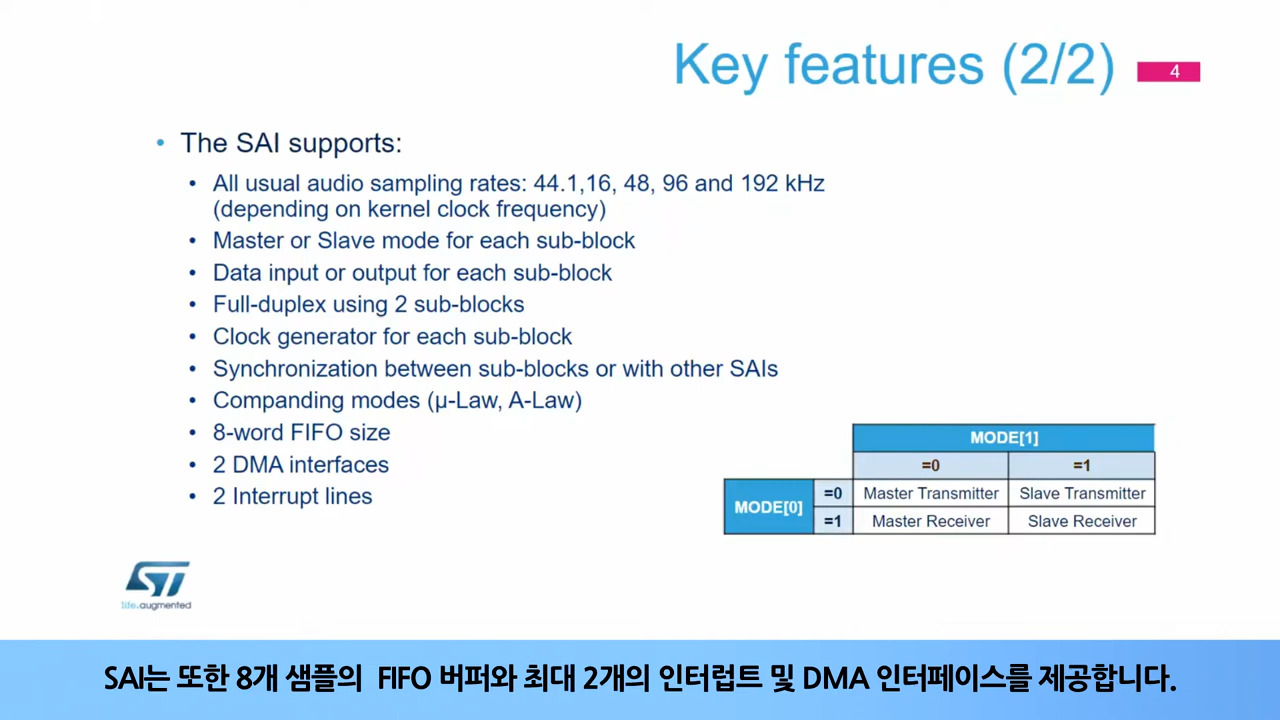 Key features (2/2)
4
• The SAI supports:
• All usual audio sampling rates: 44.1,16, 48, 96 and 192 kHz
(depending on kernel clock frequency)
• Master or Slave mode for each sub-block
• Data input or output for each sub-block
• Full-duplex using 2 sub-blocks
• Clock generator for each sub-block
• Synchronization between sub-blocks or with other SAIs
• Companding modes (µ-Law, A-Law)
• 8-word FIFO size
• 2 DMA interfaces
• 2 Interrupt lines
MODE[1]
=0 =1
MODE[0] =0 Master Transmitter Slave Transmitter
=1 Master Receiver Slave Receiver
ST
life.augmented
SAI는 또한 8개 샘플의 FIFO 버퍼와 최대 2개의 인터럽트 및 DMA 인터페이스를 제공합니다.